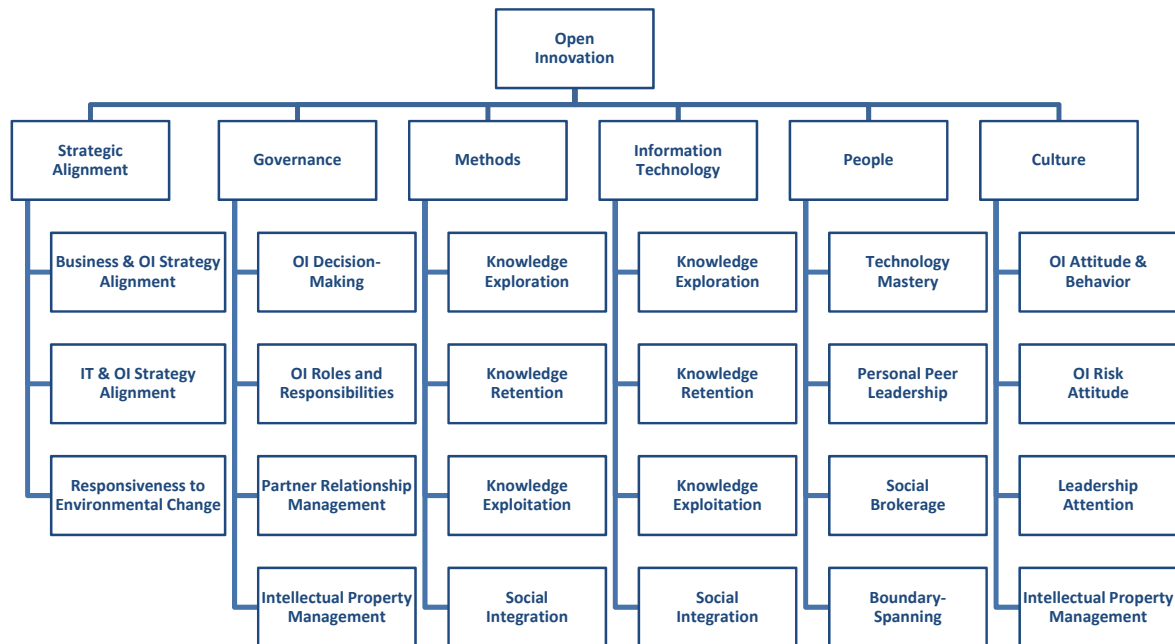 Open
Innovation
Strategic
Alignment
Governance
Methods
Information
Technology
People
Culture
Business & OI Strategy
Alignment
OI Decision-
Making
Knowledge
Exploration
Knowledge
Exploration
Technology
Mastery
OI Attitude &
Behavior
IT & OI Strategy
Alignment
OI Roles and
Responsibilities
Knowledge
Retention
Knowledge
Retention
Personal Peer
Leadership
OI Risk
Attitude
Responsiveness to
Environmental Change
Partner Relationship
Management
Knowledge
Exploitation
Knowledge
Exploitation
Social
Brokerage
Leadership
Attention
Intellectual Property
Management
Social
Integration
Social
Integration
Boundary-
Spanning
Intellectual Property
Management